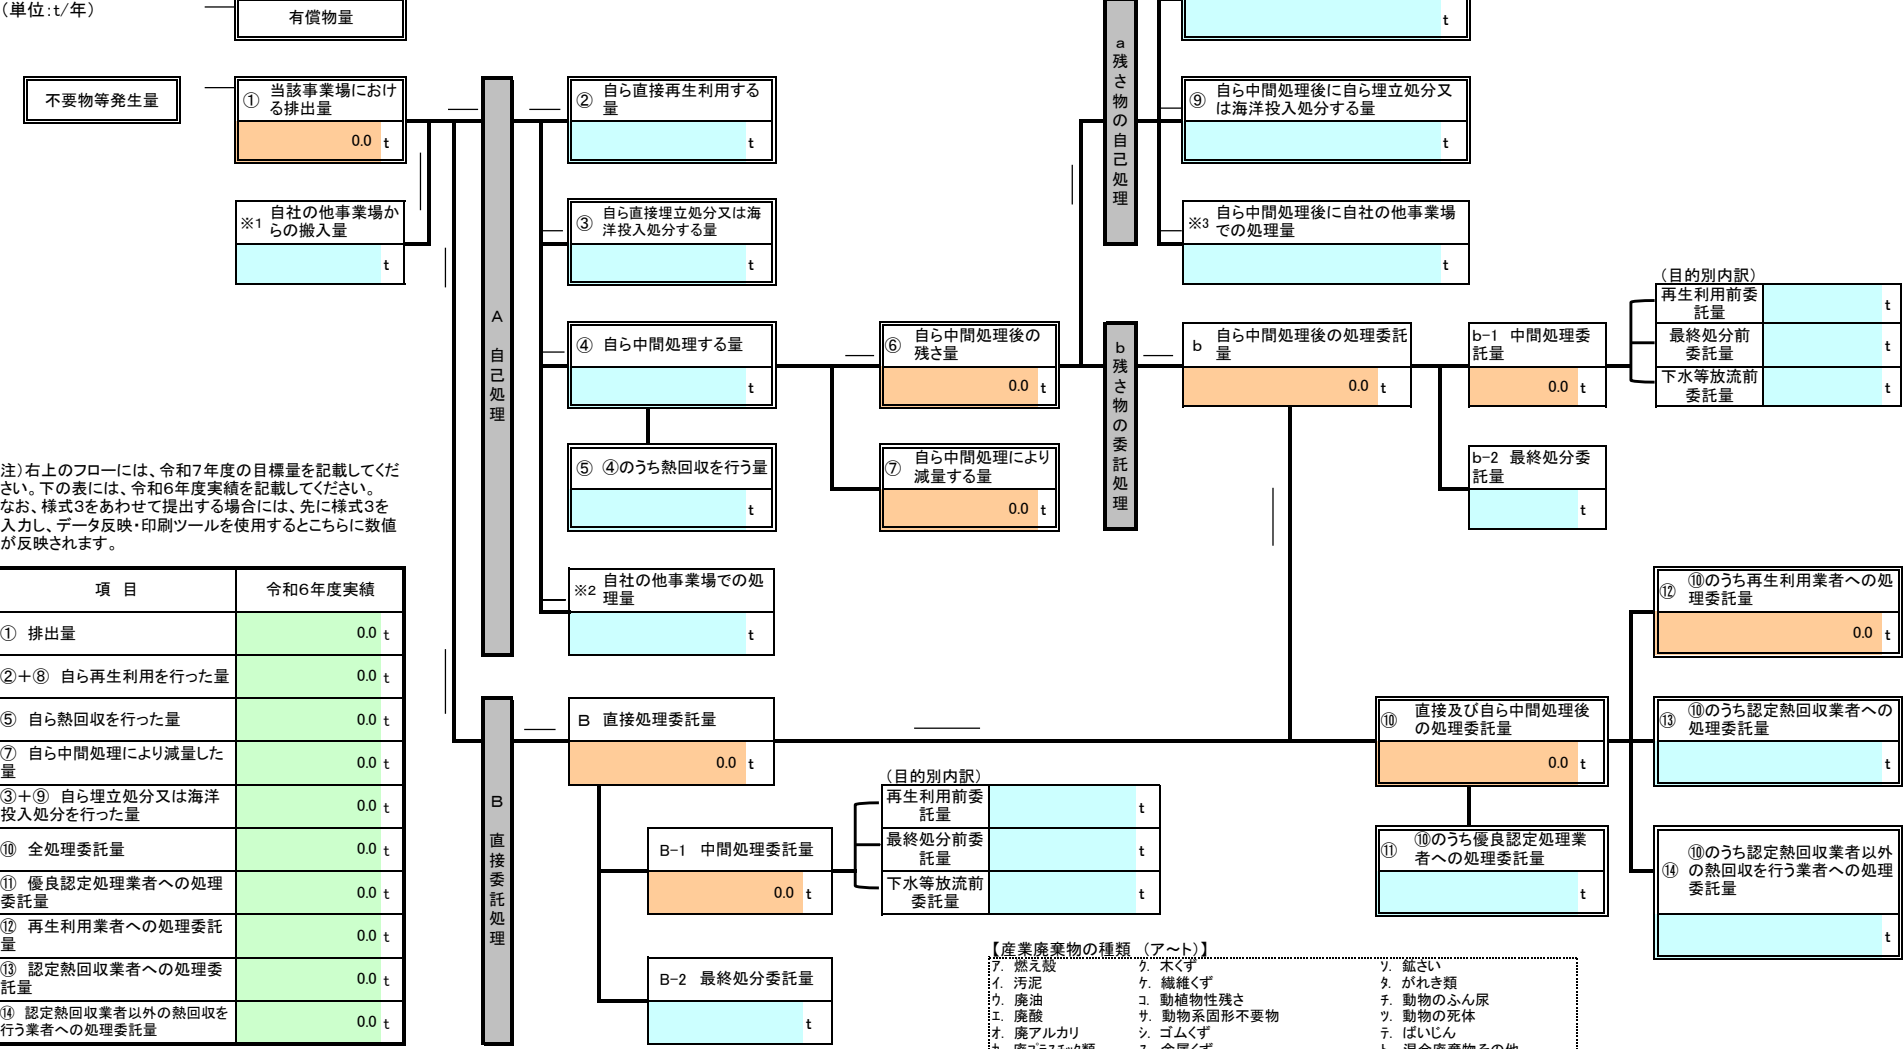 （単位:t/年）
有償物量
t
不要物等発生量
① 当該事業場におけ
る排出量
0.0 t
※1 自社の他事業場か
らの搬入量
t
A 自己処理
② 自ら直接再生利用する
量
t
③ 自ら直接埋立処分又は海
洋投入処分する量
t
④ 自ら中間処理する量
t
⑤ ④のうち熱回収を行う量
t
※2 自社の他事業場での処
理量
t
⑥ 自ら中間処理後の
残さ量
0.0 t
⑦ 自ら中間処理により
減量する量
0.0 t
a 残さ物の自己処理
⑨ 自ら中間処理後に自ら埋立処分又
は海洋投入処分する量
t
※3 自ら中間処理後に自社の他事業場
での処理量
t
b 残さ物の委託処理
b 自ら中間処理後の処理委託
量
0.0 t
b-1 中間処理委
託量
0.0 t
（目的別内訳）
再生利用前委
託量
t
最終処分前
委託量
t
下水等放流前
委託量
t
b-2 最終処分委
託量
t
注）右上のフローには、令和７年度の目標量を記載してくだ
さい。下の表には、令和６年度実績を記載してください。
なお、様式３をあわせて提出する場合には、先に様式３を
入力し、データ反映・印刷ツールを使用するとこちらに数値
が反映されます。
項 目 令和６年度実績
① 排出量 0.0 t
②＋⑧ 自ら再生利用を行った量 0.0 t
⑤ 自ら熱回収を行った量 0.0 t
⑦ 自ら中間処理により減量した
量 0.0 t
③＋⑨ 自ら埋立処分又は海洋
投入処分を行った量 0.0 t
⑩ 全処理委託量 0.0 t
⑪ 優良認定処理業者への処理
委託量 0.0 t
⑫ 再生利用業者への処理委託
量 0.0 t
⑬ 認定熱回収業者への処理委
託量 0.0 t
⑭ 認定熱回収業者以外の熱回収を
行う業者への処理委託量 0.0 t
B 直接委託処理
B 直接処理委託量
0.0 t
B-1 中間処理委託量
0.0 t
（目的別内訳）
再生利用前委
託量
t
最終処分前委
託量
t
下水等放流前
委託量
t
B-2 最終処分委託量
t
⑩ 直接及び自ら中間処理後
の処理委託量
0.0 t
⑪ ⑩のうち優良認定処理業
者への処理委託量
t
⑫ ⑩のうち再生利用業者への処
理委託量
0.0 t
⑬ ⑩のうち認定熱回収業者への
処理委託量
t
⑭ ⑩のうち認定熱回収業者以外
の熱回収を行う業者への処理
委託量
t
【産業廃棄物の種類 （ア～ト）】
ｱ. 燃え殻 ｸ. 木くず ｿ. 鉱さい
ｲ. 汚泥 ｹ. 繊維くず ﾀ. がれき類
ｳ. 廃油 ｺ. 動植物性残さ ﾁ. 動物のふん尿
ｴ. 廃酸 ｻ. 動物系固形不要物 ﾂ. 動物の死体
ｵ. 廃アルカリ ｼ. ゴムくず ﾃ. ばいじん
ｶ. 廃ﾌﾟﾗｽﾁｯｸ類 ｽ. 金属くず ﾄ. 混合廃棄物その他